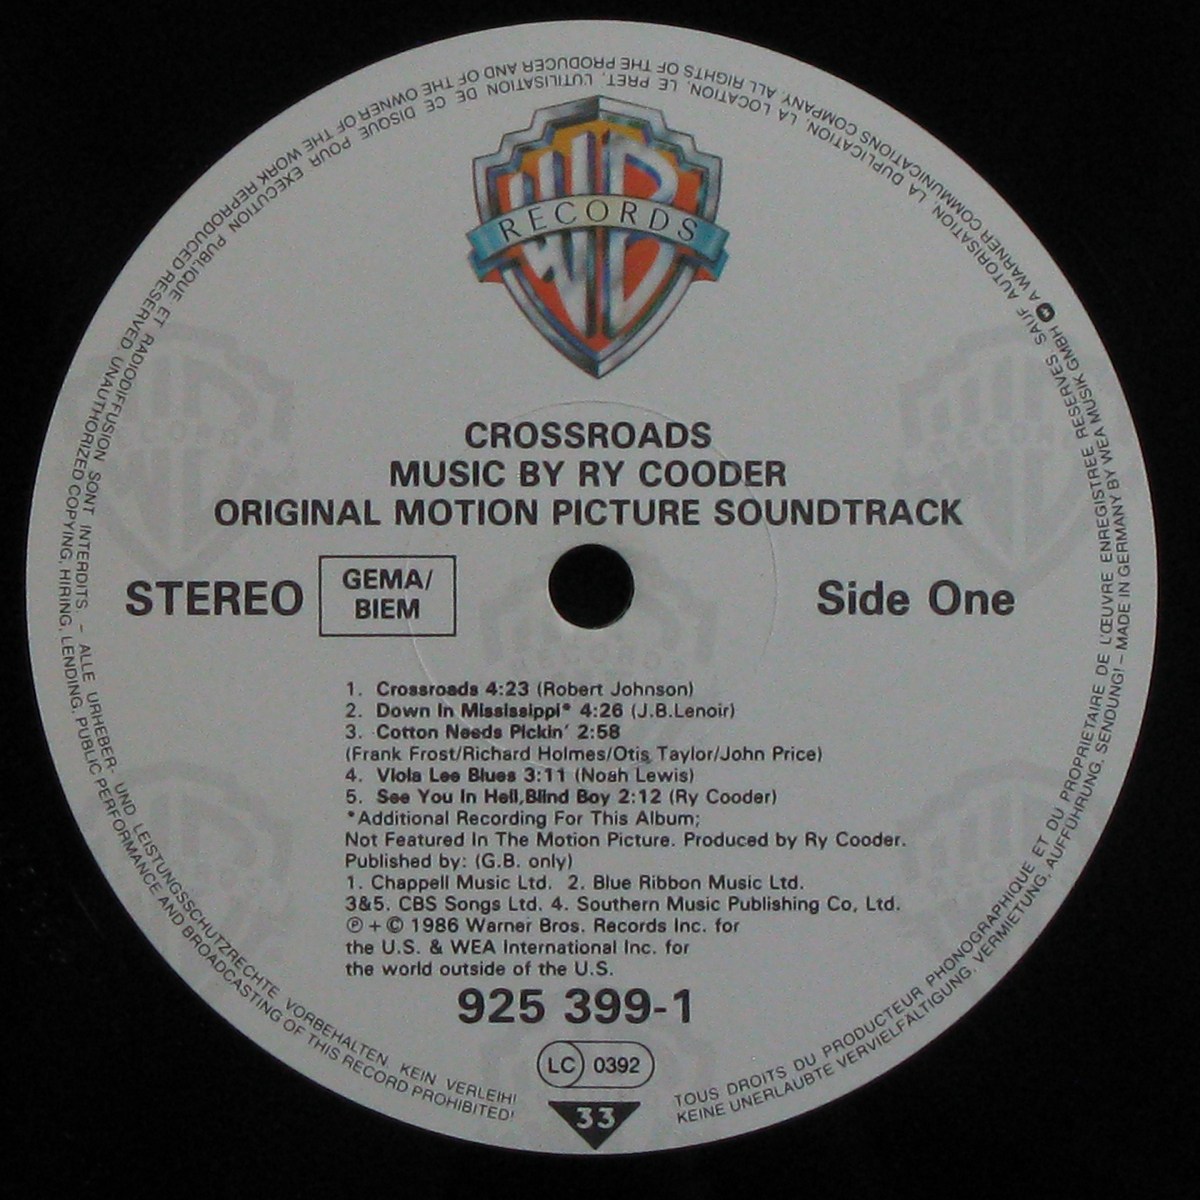 RECORDS
CROSSROADS
MUSIC BY RY COODER
ORIGINAL MOTION PICTURE SOUNDTRACK
STEREO
GEMA/
BIEM
Side One
1. Crossroads 4:23 (Robert Johnson)
2. Down In Mississippi* 4:26 (J.B.Lenoir)
3. Cotton Needs Pickin' 2:58
(Frank Frost/Richard Holmes/Otis Taylor/John Price)
4. Viola Lee Blues 3:11 (Noah Lewis)
5. See You In Hell,Blind Boy 2:12 (Ry Cooder)
*Additional Recording For This Album;
Not Featured In The Motion Picture. Produced by Ry Cooder.
Published by: (G.B. only)
1. Chappell Music Ltd. 2. Blue Ribbon Music Ltd.
3&5. CBS Songs Ltd. 4. Southern Music Publishing Co, Ltd.
℗ + © 1986 Warner Bros. Records Inc. for
the U.S. & WEA International Inc. for
the world outside of the U.S.
925 399-1
LC 0392
33
TOUS DROITS DU PRODUCTEUR PHONOGRAPHIQUE ET DU PROPRIETAIRE DE L'ŒUVRE ENREGISTREE RESERVES. SAUF AUTORISATION, LA DUPLICATION, LA LOCATION, LE PRET, L'UTILISATION DE CE DISQUE POUR EXECUTION PUBLIQUE ET RADIODIFFUSION SONT INTERDITS. – ALLE URHEBER- UND LEISTUNGSSCHUTZRECHTE VORBEHALTEN. KEIN VERLEIH!
KEINE UNERLAUBTE VERVIELFÄLTIGUNG, VERMIETUNG, AUFFÜHRUNG, SENDUNG! – MADE IN GERMANY BY WEA MUSIK GMBH A WARNER COMMUNICATIONS COMPANY. ALL RIGHTS OF THE PRODUCER AND OF THE OWNER OF THE WORK REPRODUCED RESERVED. UNAUTHORIZED COPYING, HIRING, LENDING, PUBLIC PERFORMANCE AND BROADCASTING OF THIS RECORD PROHIBITED!